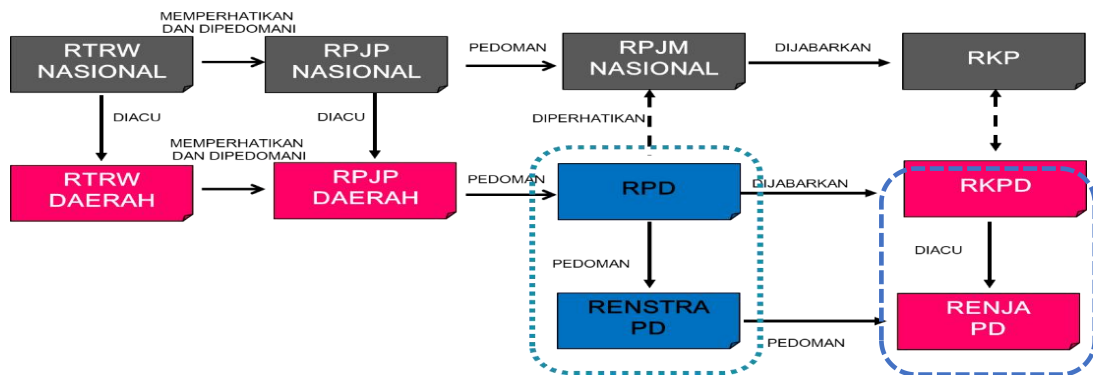 MEMPERHATIKAN
DAN DIPEDOMANI
RTRW
NASIONAL
RPJP
NASIONAL
PEDOMAN
RPJM
NASIONAL
DIJABARKAN
RKP
DIACU
DIACU
DIPERHATIKAN
MEMPERHATIKAN
DAN DIPEDOMANI
RTRW
DAERAH
RPJP
DAERAH
PEDOMAN
RPD
DIJABARKAN
RKPD
PEDOMAN
DIACU
RENSTRA
PD
PEDOMAN
RENJA
PD